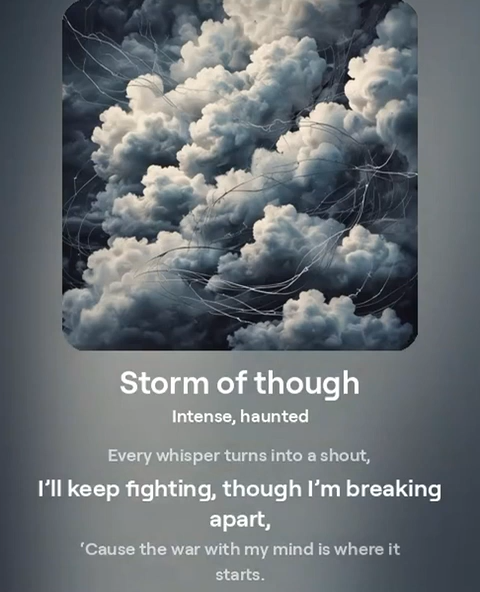 Storm of though
Intense, haunted
Every whisper turns into a shout,
I’ll keep fighting, though I’m breaking
apart,
‘Cause the war with my mind is where it
starts.